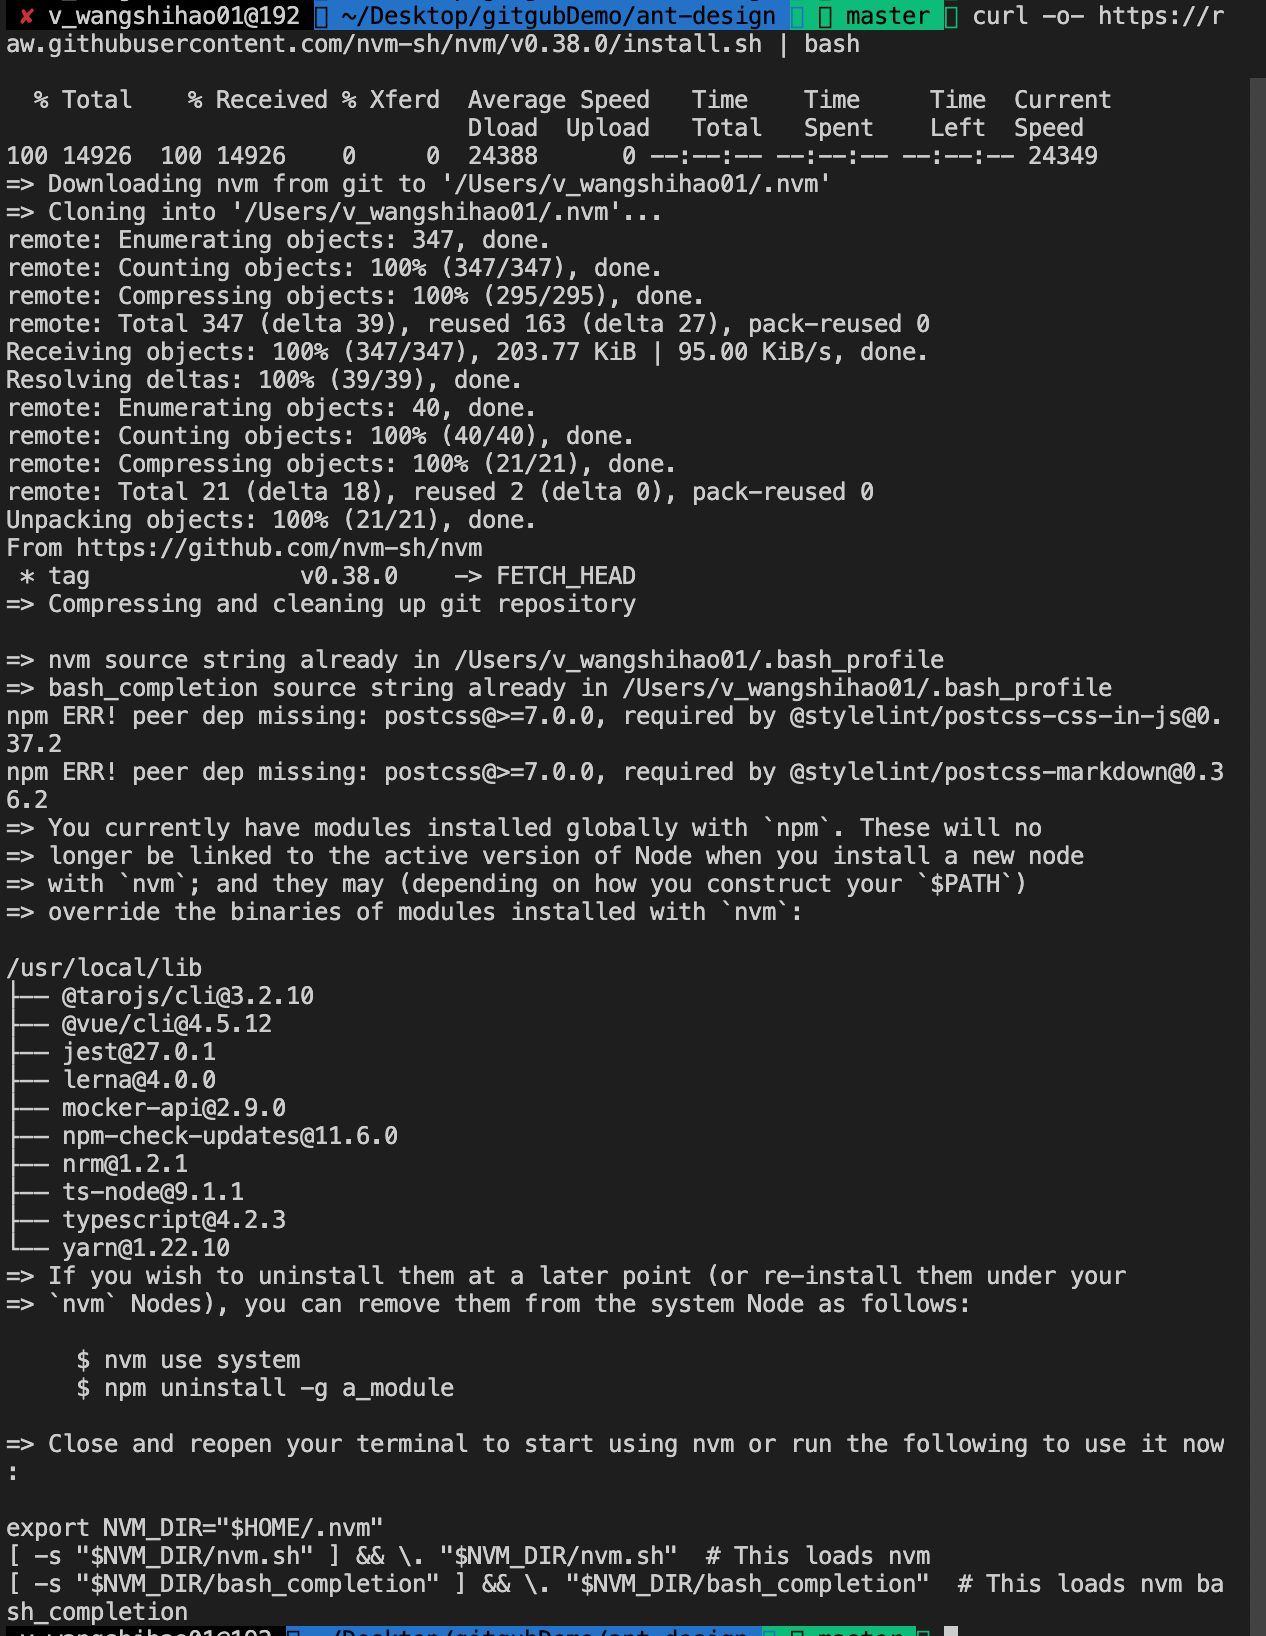 ✘ v_wangshihao01@192 ~/Desktop/gitgubDemo/ant-design master curl -o- https://r
aw.githubusercontent.com/nvm-sh/nvm/v0.38.0/install.sh | bash
% Total % Received % Xferd Average Speed Time Time Time Current
Dload Upload Total Spent Left Speed
100 14926 100 14926 0 0 24388 0 --:--:-- --:--:-- --:--:-- 24349
=> Downloading nvm from git to '/Users/v_wangshihao01/.nvm'
=> Cloning into '/Users/v_wangshihao01/.nvm'...
remote: Enumerating objects: 347, done.
remote: Counting objects: 100% (347/347), done.
remote: Compressing objects: 100% (295/295), done.
remote: Total 347 (delta 39), reused 163 (delta 27), pack-reused 0
Receiving objects: 100% (347/347), 203.77 KiB | 95.00 KiB/s, done.
Resolving deltas: 100% (39/39), done.
remote: Enumerating objects: 40, done.
remote: Counting objects: 100% (40/40), done.
remote: Compressing objects: 100% (21/21), done.
remote: Total 21 (delta 18), reused 2 (delta 0), pack-reused 0
Unpacking objects: 100% (21/21), done.
From https://github.com/nvm-sh/nvm
* tag v0.38.0 -> FETCH_HEAD
=> Compressing and cleaning up git repository
=> nvm source string already in /Users/v_wangshihao01/.bash_profile
=> bash_completion source string already in /Users/v_wangshihao01/.bash_profile
npm ERR! peer dep missing: postcss@>=7.0.0, required by @stylelint/postcss-css-in-js@0.
37.2
npm ERR! peer dep missing: postcss@>=7.0.0, required by @stylelint/postcss-markdown@0.3
6.2
=> You currently have modules installed globally with `npm`. These will no
=> longer be linked to the active version of Node when you install a new node
=> with `nvm`; and they may (depending on how you construct your `$PATH`)
=> override the binaries of modules installed with `nvm`:
/usr/local/lib
├── @tarojs/cli@3.2.10
├── @vue/cli@4.5.12
├── jest@27.0.1
├── lerna@4.0.0
├── mocker-api@2.9.0
├── npm-check-updates@11.6.0
├── nrm@1.2.1
├── ts-node@9.1.1
├── typescript@4.2.3
└── yarn@1.22.10
=> If you wish to uninstall them at a later point (or re-install them under your
=> `nvm` Nodes), you can remove them from the system Node as follows:
$ nvm use system
$ npm uninstall -g a_module
=> Close and reopen your terminal to start using nvm or run the following to use it now
:
export NVM_DIR="$HOME/.nvm"
[ -s "$NVM_DIR/nvm.sh" ] && \. "$NVM_DIR/nvm.sh" # This loads nvm
[ -s "$NVM_DIR/bash_completion" ] && \. "$NVM_DIR/bash_completion" # This loads nvm ba
sh_completion
v_wangshihao01@192 ~/Desktop/gitgubDemo/ant-design master